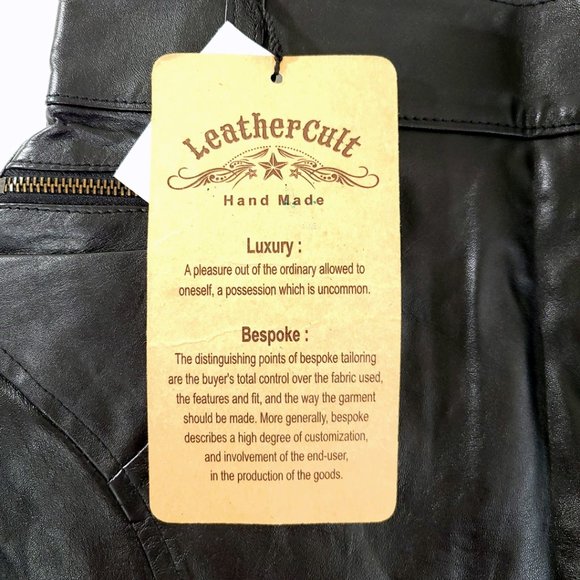 LeatherCult
Hand Made
Luxury :
A pleasure out of the ordinary allowed to
oneself, a possession which is uncommon.
Bespoke :
The distinguishing points of bespoke tailoring
are the buyer's total control over the fabric used,
the features and fit, and the way the garment
should be made. More generally, bespoke
describes a high degree of customization,
and involvement of the end-user,
in the production of the goods.